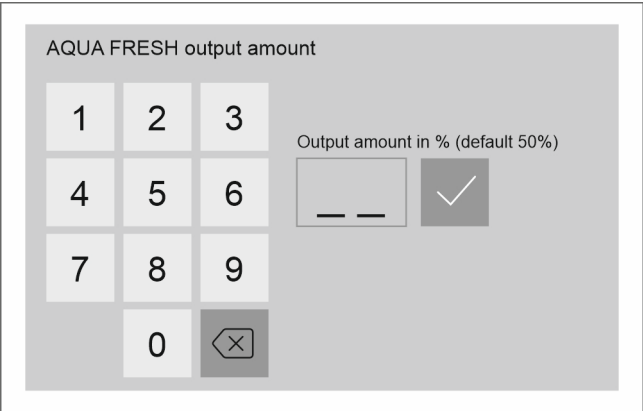 AQUA FRESH output amount
1 2 3
Output amount in % (default 50%)
4 5 6
_ _
7 8 9
0